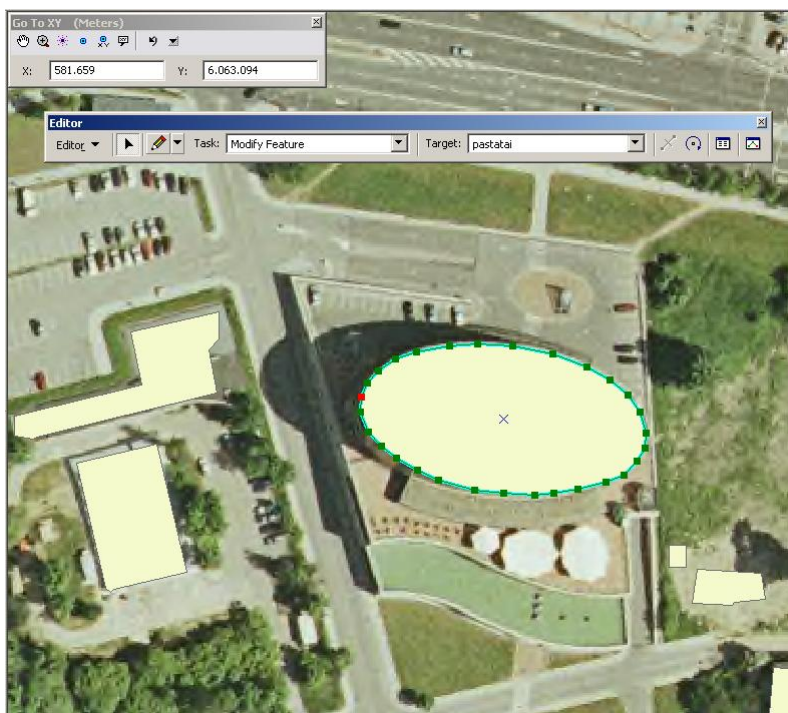 Go To XY (Meters)
X: 581.659 Y: 6.063.094
Editor
Editor Task: Modify Feature Target: pastatai